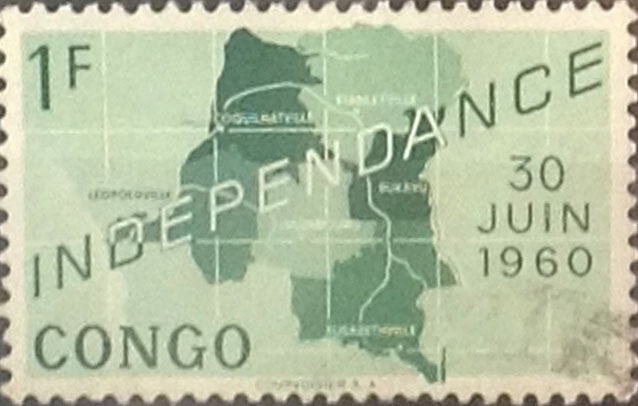 1F
COQUILHATVILLE
STANLEYVILLE
INDEPENDANCE
LEOPOLDVILLE
BUKAVU
30
JUIN
1960
ELISABETHVILLE
CONGO
COURVOISIER S.A.